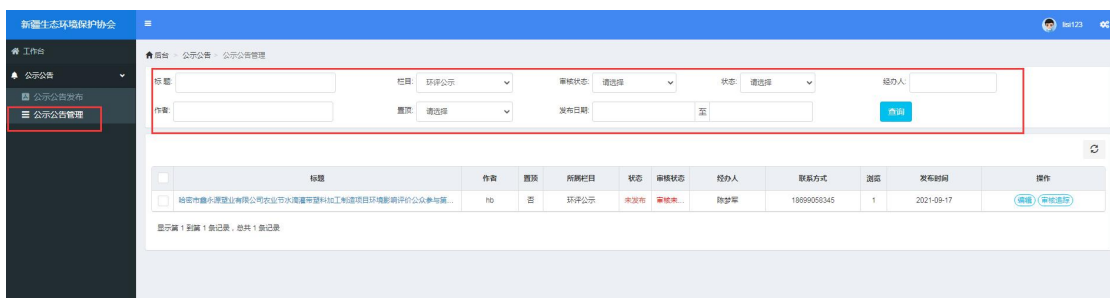 新疆生态环境保护协会
lisi123
工作台
后台 > 公示公告 > 公示公告管理
公示公告
标题: 栏目: 环评公示 审核状态: 请选择 状态: 请选择 经办人:
公示公告发布
公示公告管理
作者: 置顶: 请选择 发布日期: 至 查询
标题 作者 置顶 所属栏目 状态 审核状态 经办人 联系方式 浏览 发布时间 操作
哈密市鑫永源塑业有限公司农业节水滴灌带塑料加工制造项目环境影响评价公众参与第... hb 否 环评公示 未发布 审核未... 陈梦军 18699058345 1 2021-09-17 编辑 审核追踪
显示第 1 到第 1 条记录，总共 1 条记录